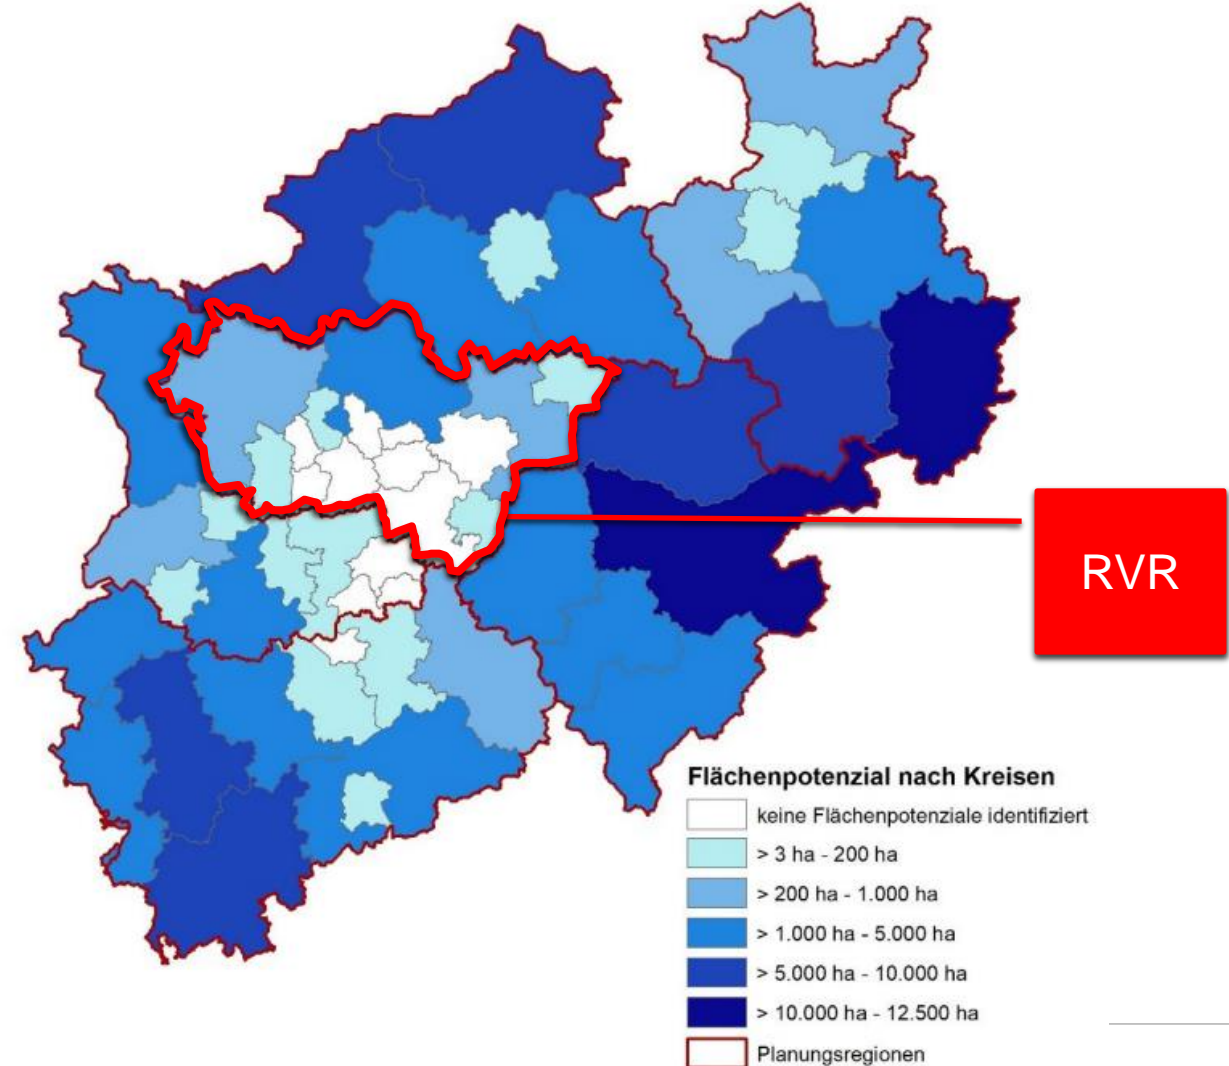 RVR
Flächenpotenzial nach Kreisen
keine Flächenpotenziale identifiziert
> 3 ha - 200 ha
> 200 ha - 1.000 ha
> 1.000 ha - 5.000 ha
> 5.000 ha - 10.000 ha
> 10.000 ha - 12.500 ha
Planungsregionen